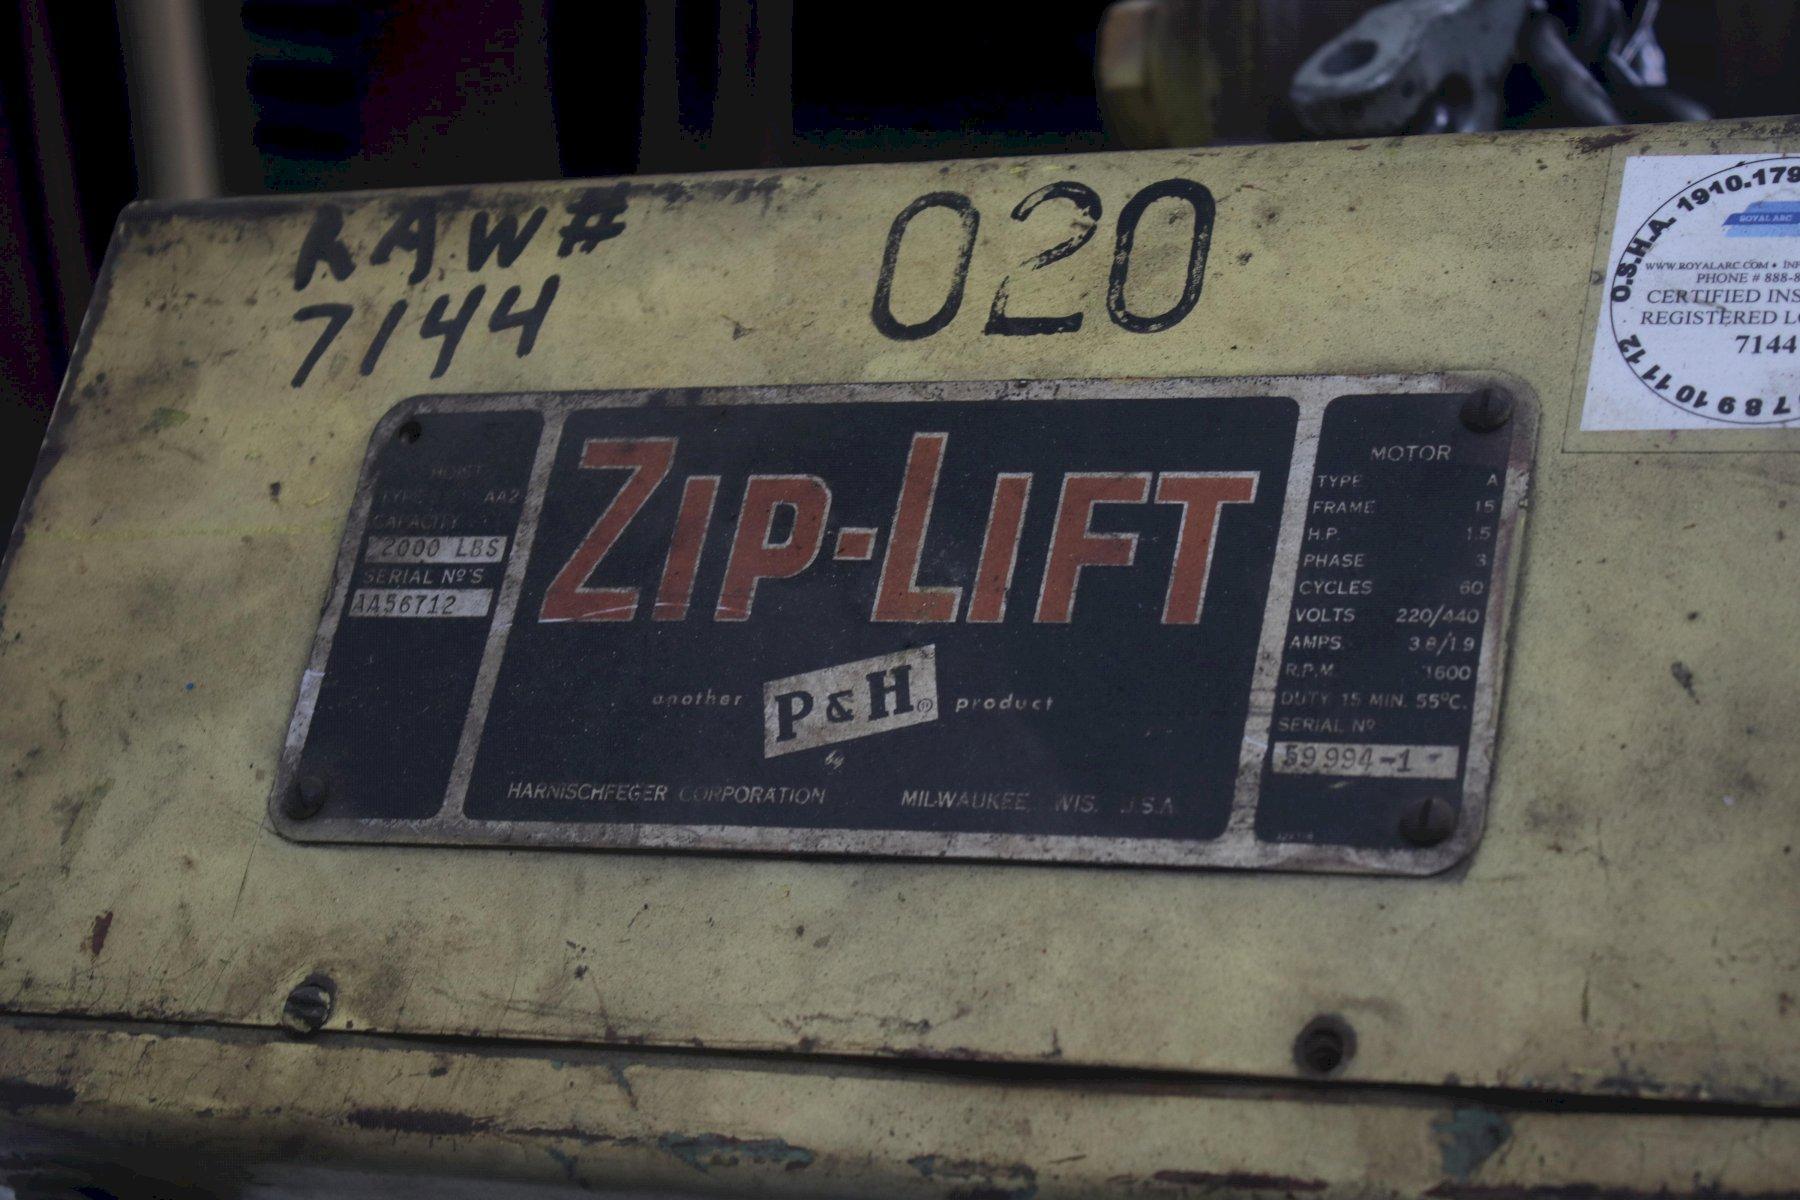 RAW#
7144
020
HOIST
TYPE AA2
CAPACITY
2000 LBS
SERIAL Nº'S
AA56712
ZIP-LIFT
another P&H® product
by
HARNISCHFEGER CORPORATION MILWAUKEE, WIS. U.S.A.
MOTOR
TYPE A
FRAME 15
H.P. 1.5
PHASE 3
CYCLES 60
VOLTS 220/440
AMPS. 3.8/1.9
R.P.M. 1600
DUTY 15 MIN. 55°C.
SERIAL Nº
59994-1
O.S.H.A. 1910.179
ROYAL ARC
WWW.ROYALARC.COM •
PHONE # 888-8
CERTIFIED INS
REGISTERED LO
7144
7 8 9 10 11 12